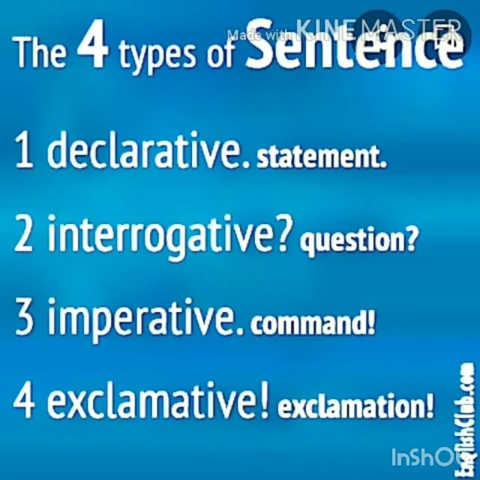 The 4 types of Sentence
Made with KINEMASTER
1 declarative. statement.
2 interrogative? question?
3 imperative. command!
4 exclamative! exclamation!
EnglishClub.com
InShO